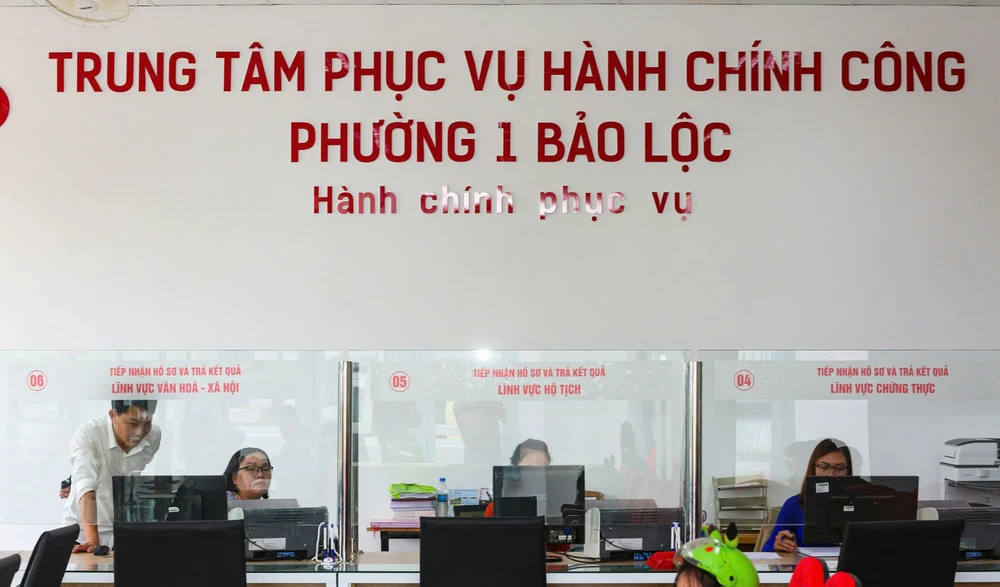 TRUNG TÂM PHỤC VỤ HÀNH CHÍNH CÔNG
PHƯỜNG 1 BẢO LỘC
Hành chính phục vụ
06
TIẾP NHẬN HỒ SƠ VÀ TRẢ KẾT QUẢ
LĨNH VỰC VĂN HOÁ - XÃ HỘI
05
TIẾP NHẬN HỒ SƠ VÀ TRẢ KẾT QUẢ
LĨNH VỰC HỘ TỊCH
04
TIẾP NHẬN HỒ SƠ VÀ TRẢ KẾT QUẢ
LĨNH VỰC CHỨNG THỰC